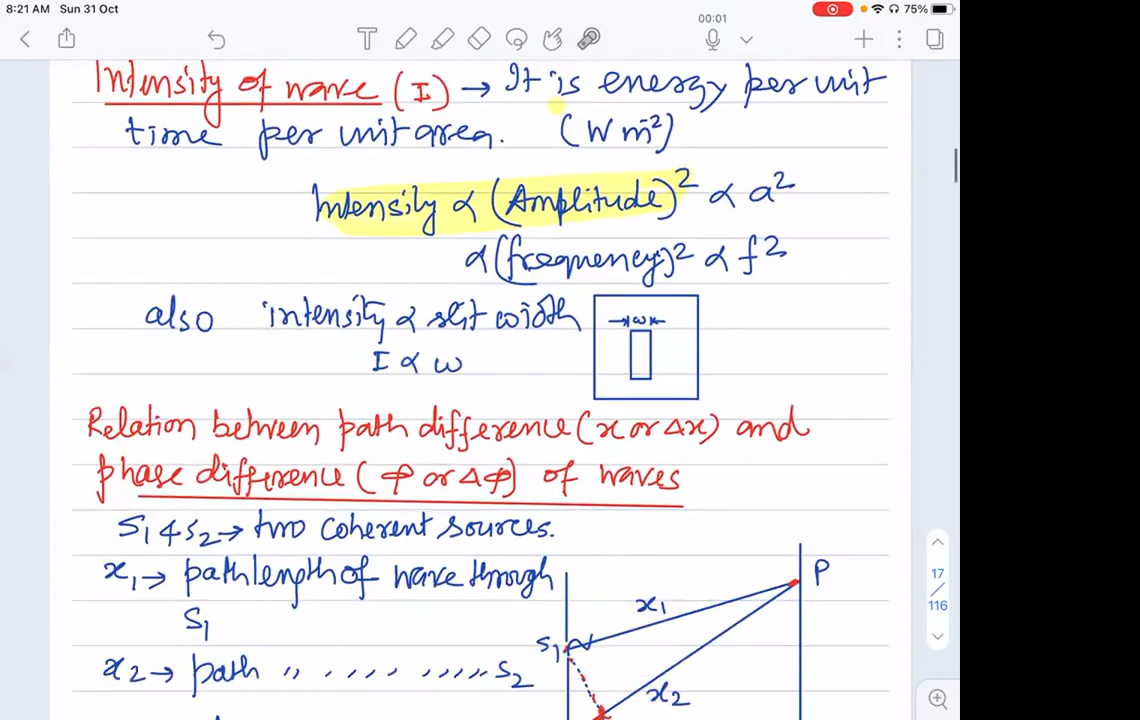 8:21 AM Sun 31 Oct
75%
00:01
T
Intensity of wave (I) → It is energy per unit
time per unit area. (W m⁻²)
Intensity ∝ (Amplitude)² ∝ a²
∝ (frequency)² ∝ f²
also intensity ∝ slit width
→|w|←
I ∝ w
Relation between path difference (x or Δx) and
phase difference (φ or Δφ) of waves
S₁ & S₂ → two coherent sources.
x₁ → path length of wave through
S₁
P
x₁
S₁
x₂ → path ,, ,, ,, ,, ,, S₂
x₂
17
/
116